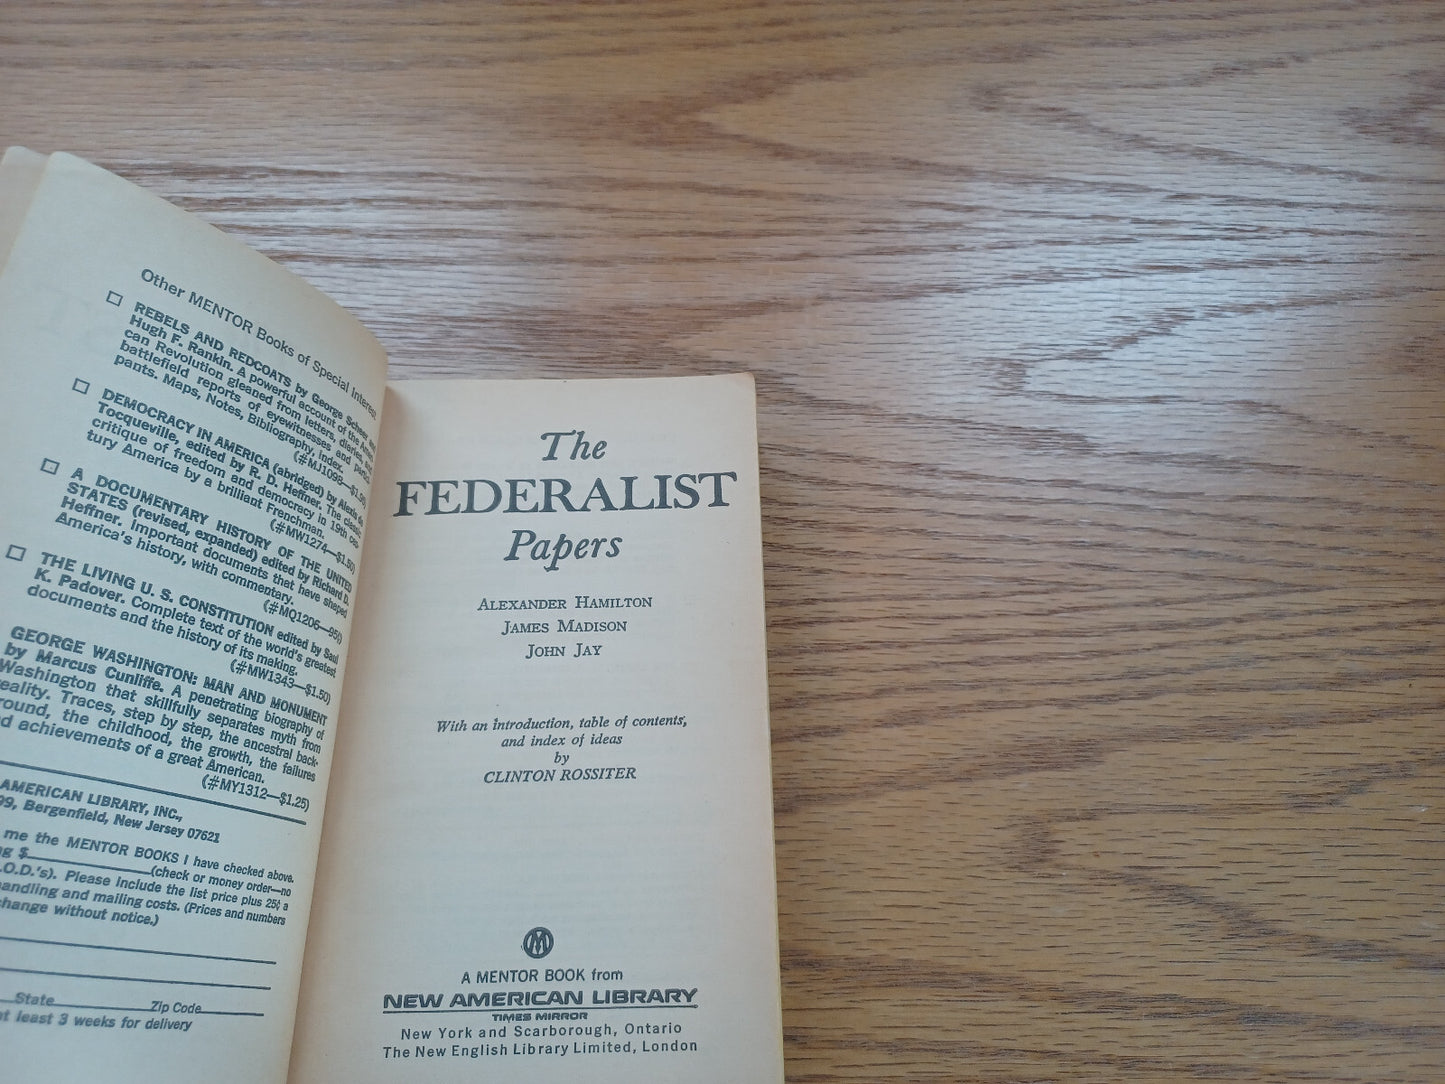 Other MENTOR Books of Special Interest
REBELS AND REDCOATS by George Scheer and
Hugh F. Rankin. A powerful account of the Ameri-
can Revolution gleaned from letters, diaries, and
battlefield reports of eyewitnesses and partici-
pants. Maps, Notes, Bibliography, Index.
(#MJ1098—$1.95)
DEMOCRACY IN AMERICA (abridged) by Alexis de
Tocqueville, edited by R. D. Heffner. The classic
critique of freedom and democracy in 19th cen-
tury America by a brilliant Frenchman.
(#MW1274—$1.50)
A DOCUMENTARY HISTORY OF THE UNITED
STATES (revised, expanded) edited by Richard D.
Heffner. Important documents that have shaped
America's history, with commentary.
(#MQ1206—95¢)
THE LIVING U. S. CONSTITUTION edited by Saul
K. Padover. Complete text of the world's greatest
documents and the history of its making.
(#MW1343—$1.50)
GEORGE WASHINGTON: MAN AND MONUMENT
by Marcus Cunliffe. A penetrating biography of
Washington that skillfully separates myth from
reality. Traces, step by step, the ancestral back-
round, the childhood, the growth, the failures
d achievements of a great American.
(#MY1312—$1.25)
AMERICAN LIBRARY, INC.,
99, Bergenfield, New Jersey 07621
me the MENTOR BOOKS I have checked above.
ng $ (check or money order—no
.O.D.'s). Please include the list price plus 25¢ a
handling and mailing costs. (Prices and numbers
change without notice.)
State Zip Code
at least 3 weeks for delivery
The
FEDERALIST
Papers
ALEXANDER HAMILTON
JAMES MADISON
JOHN JAY
With an introduction, table of contents,
and index of ideas
by
CLINTON ROSSITER
M
A MENTOR BOOK from
NEW AMERICAN LIBRARY
TIMES MIRROR
New York and Scarborough, Ontario
The New English Library Limited, London